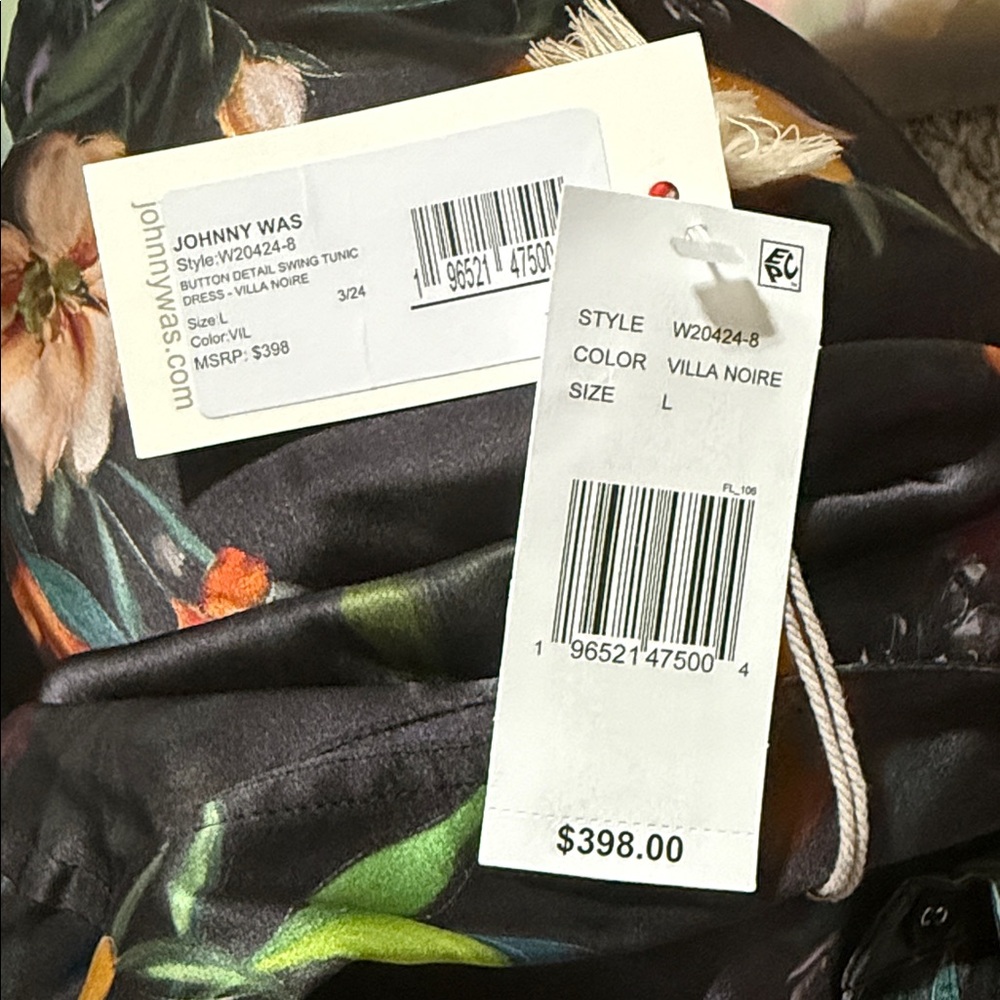 johnnywas.com
JOHNNY WAS
Style:W20424-8
BUTTON DETAIL SWING TUNIC
DRESS - VILLA NOIRE
3/24
Size:L
Color:VIL
MSRP: $398
1 96521 47500
EPC
STYLE W20424-8
COLOR VILLA NOIRE
SIZE L
FL_106
1 96521 47500 4
$398.00